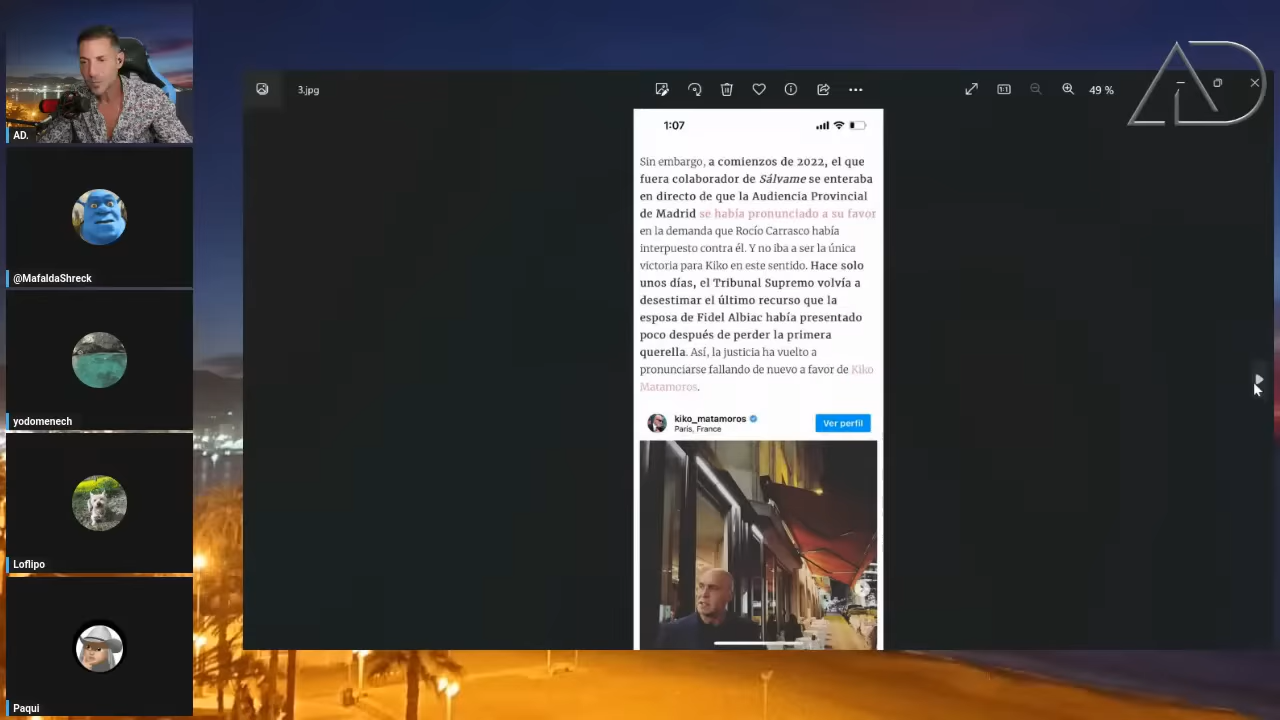 AD.
@MafaldaShreck
yodomenech
Loflipo
Paqui
3.jpg
49 %
AD
1:07
Sin embargo, a comienzos de 2022, el que
fuera colaborador de Sálvame se enteraba
en directo de que la Audiencia Provincial
de Madrid se había pronunciado a su favor
en la demanda que Rocío Carrasco había
interpuesto contra él. Y no iba a ser la única
victoria para Kiko en este sentido. Hace solo
unos días, el Tribunal Supremo volvía a
desestimar el último recurso que la
esposa de Fidel Albiac había presentado
poco después de perder la primera
querella. Así, la justicia ha vuelto a
pronunciarse fallando de nuevo a favor de Kiko
Matamoros.
kiko_matamoros
Paris, France
Ver perfil